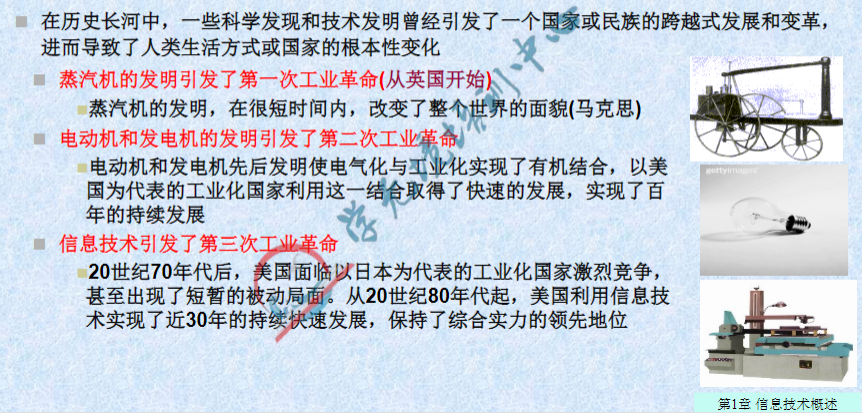 在历史长河中，一些科学发现和技术发明曾经引发了一个国家或民族的跨越式发展和变革，
进而导致了人类生活方式或国家的根本性变化
蒸汽机的发明引发了第一次工业革命(从英国开始)
蒸汽机的发明，在很短时间内，改变了整个世界的面貌(马克思)
电动机和发电机的发明引发了第二次工业革命
电动机和发电机先后发明使电气化与工业化实现了有机结合，以美
国为代表的工业化国家利用这一结合取得了快速的发展，实现了百
年的持续发展
gettyimages
信息技术引发了第三次工业革命
20世纪70年代后，美国面临以日本为代表的工业化国家激烈竞争，
甚至出现了短暂的被动局面。从20世纪80年代起，美国利用信息技
术实现了近30年的持续快速发展，保持了综合实力的领先地位
培训中心
第1章 信息技术概述